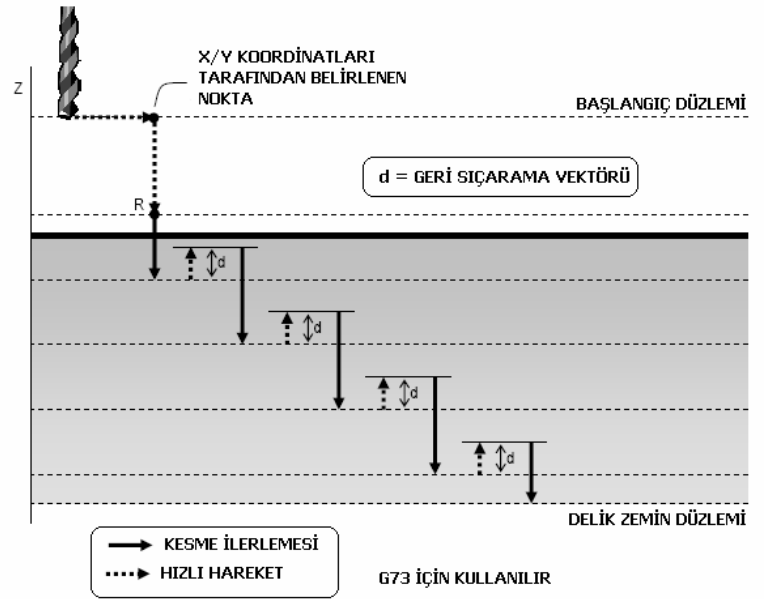 X/Y KOORDİNATLARI
TARAFINDAN BELİRLENEN
NOKTA
Z
BAŞLANGIÇ DÜZLEMİ
d = GERİ SIÇARAMA VEKTÖRÜ
R
d
d
d
d
DELİK ZEMİN DÜZLEMİ
KESME İLERLEMESİ
HIZLI HAREKET
G73 İÇİN KULLANILIR